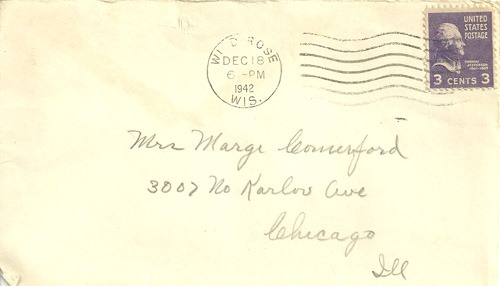 WILD ROSE
DEC 18
6-PM
1942
WIS.
UNITED
STATES
POSTAGE
3 CENTS 3
Mrs Marge Comerford
3007 No Karlov Ave
Chicago
Ill